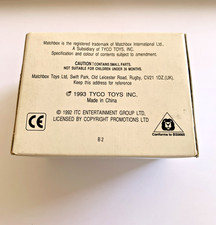 Matchbox is the registered trademark of Matchbox International Ltd.,
A Subsidiary of TYCO TOYS, INC.
Specification and colour of contents subject to amendment.
CAUTION! CONTAINS SMALL PARTS.
NOT SUITABLE FOR CHILDREN UNDER 36 MONTHS.
Matchbox Toys Ltd, Swift Park, Old Leicester Road, Rugby, CV21 1DZ.(UK).
Keep this address for reference
© 1993 TYCO TOYS INC.
Made in China
© 1992 ITC ENTERTAINMENT GROUP LTD,
LICENSED BY COPYRIGHT PROMOTIONS LTD
CE
Conforms to BS5665
B2